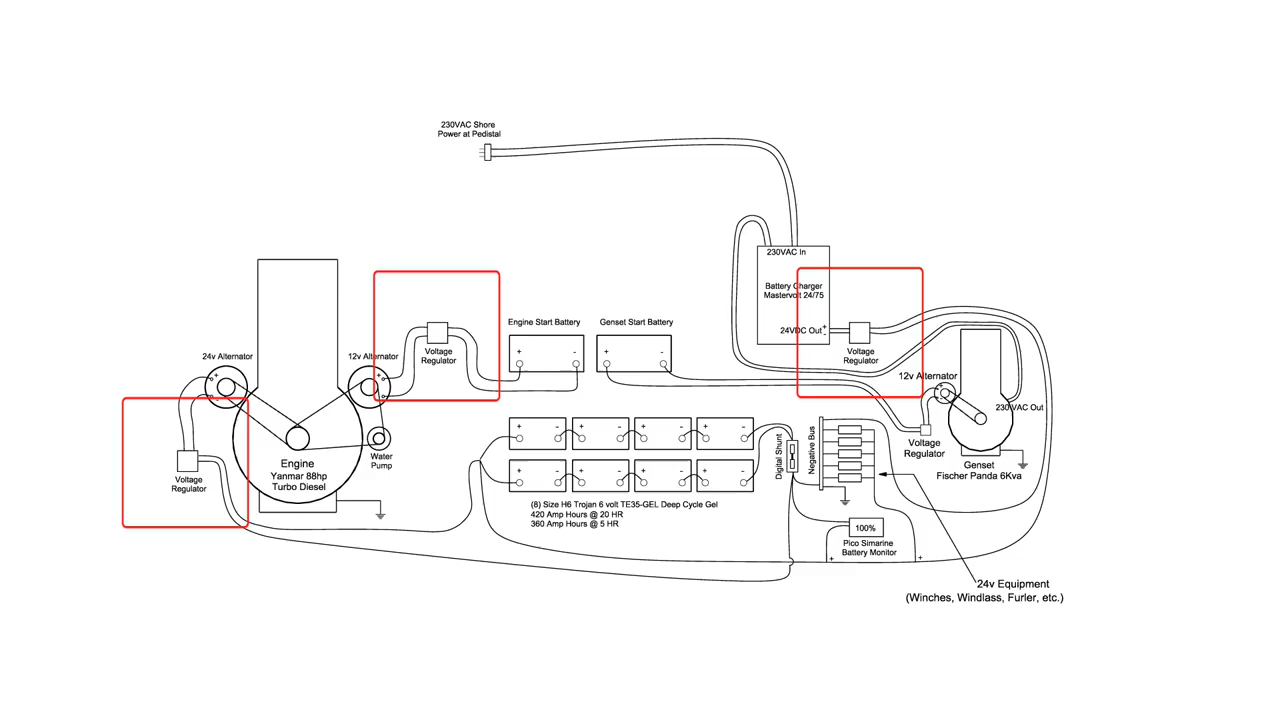 230VAC Shore
Power at Pedistal
230VAC In
Battery Charger
Mastervolt 24/75
24VDC Out
+
-
Voltage
Regulator
Engine Start Battery
Genset Start Battery
+ -
+ -
24v Alternator
12v Alternator
Voltage
Regulator
12v Alternator
230 VAC Out
Voltage
Regulator
Genset
Fischer Panda 6Kva
Engine
Yanmar 88hp
Turbo Diesel
Water
Pump
Voltage
Regulator
+ - + - + - + -
+ - + - + - + -
Digital Shunt
Negative Bus
(8) Size H6 Trojan 6 volt TE35-GEL Deep Cycle Gel
420 Amp Hours @ 20 HR
360 Amp Hours @ 5 HR
100%
Pico Simarine
Battery Monitor
+ +
24v Equipment
(Winches, Windlass, Furler, etc.)